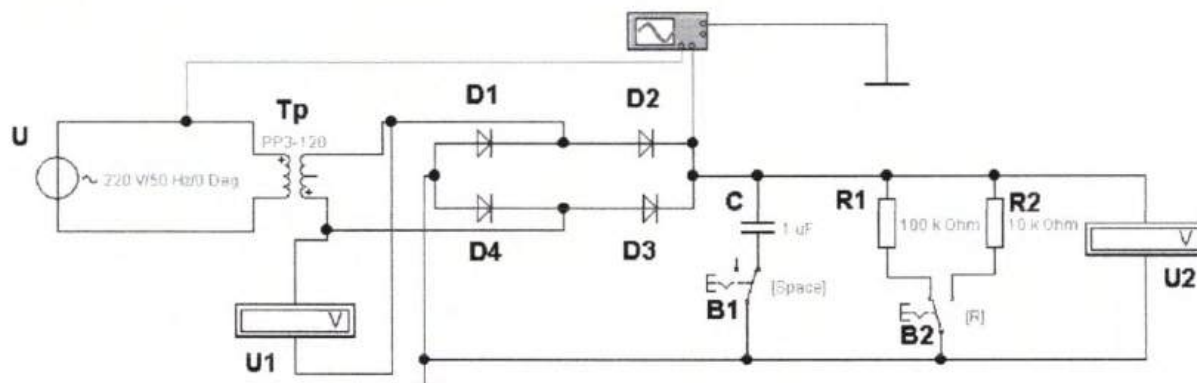 D1
D2
Tp
U
PP3-120
220 V/50 Hz/0 Deg
C
R1
R2
1 uF
100 k Ohm
10 k Ohm
D4
D3
V
V
U2
[Space]
B1
[R]
B2
U1